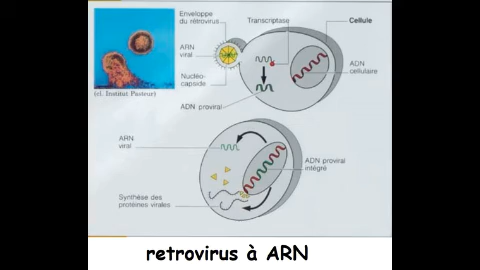 Enveloppe
du rétrovirus
Transcriptase
Cellule
ARN
viral
Nucléo-
capside
ADN
cellulaire
ADN proviral
(cl. Institut Pasteur)
ARN
viral
ADN proviral
intégré
Synthèse des
protéines virales
retrovirus à ARN